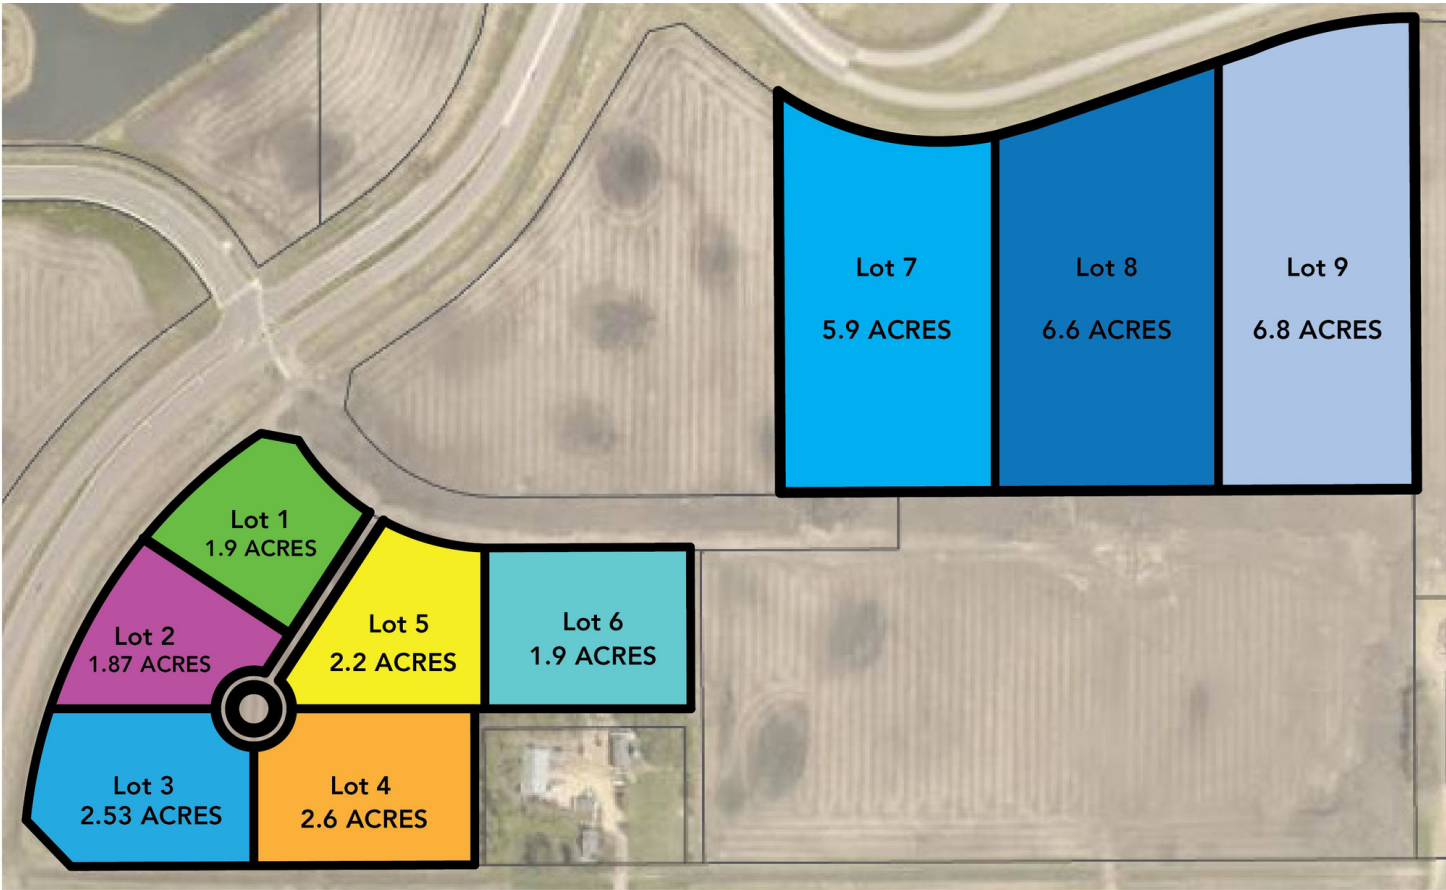 Lot 7
5.9 ACRES
Lot 8
6.6 ACRES
Lot 9
6.8 ACRES
Lot 1
1.9 ACRES
Lot 2
1.87 ACRES
Lot 5
2.2 ACRES
Lot 6
1.9 ACRES
Lot 3
2.53 ACRES
Lot 4
2.6 ACRES